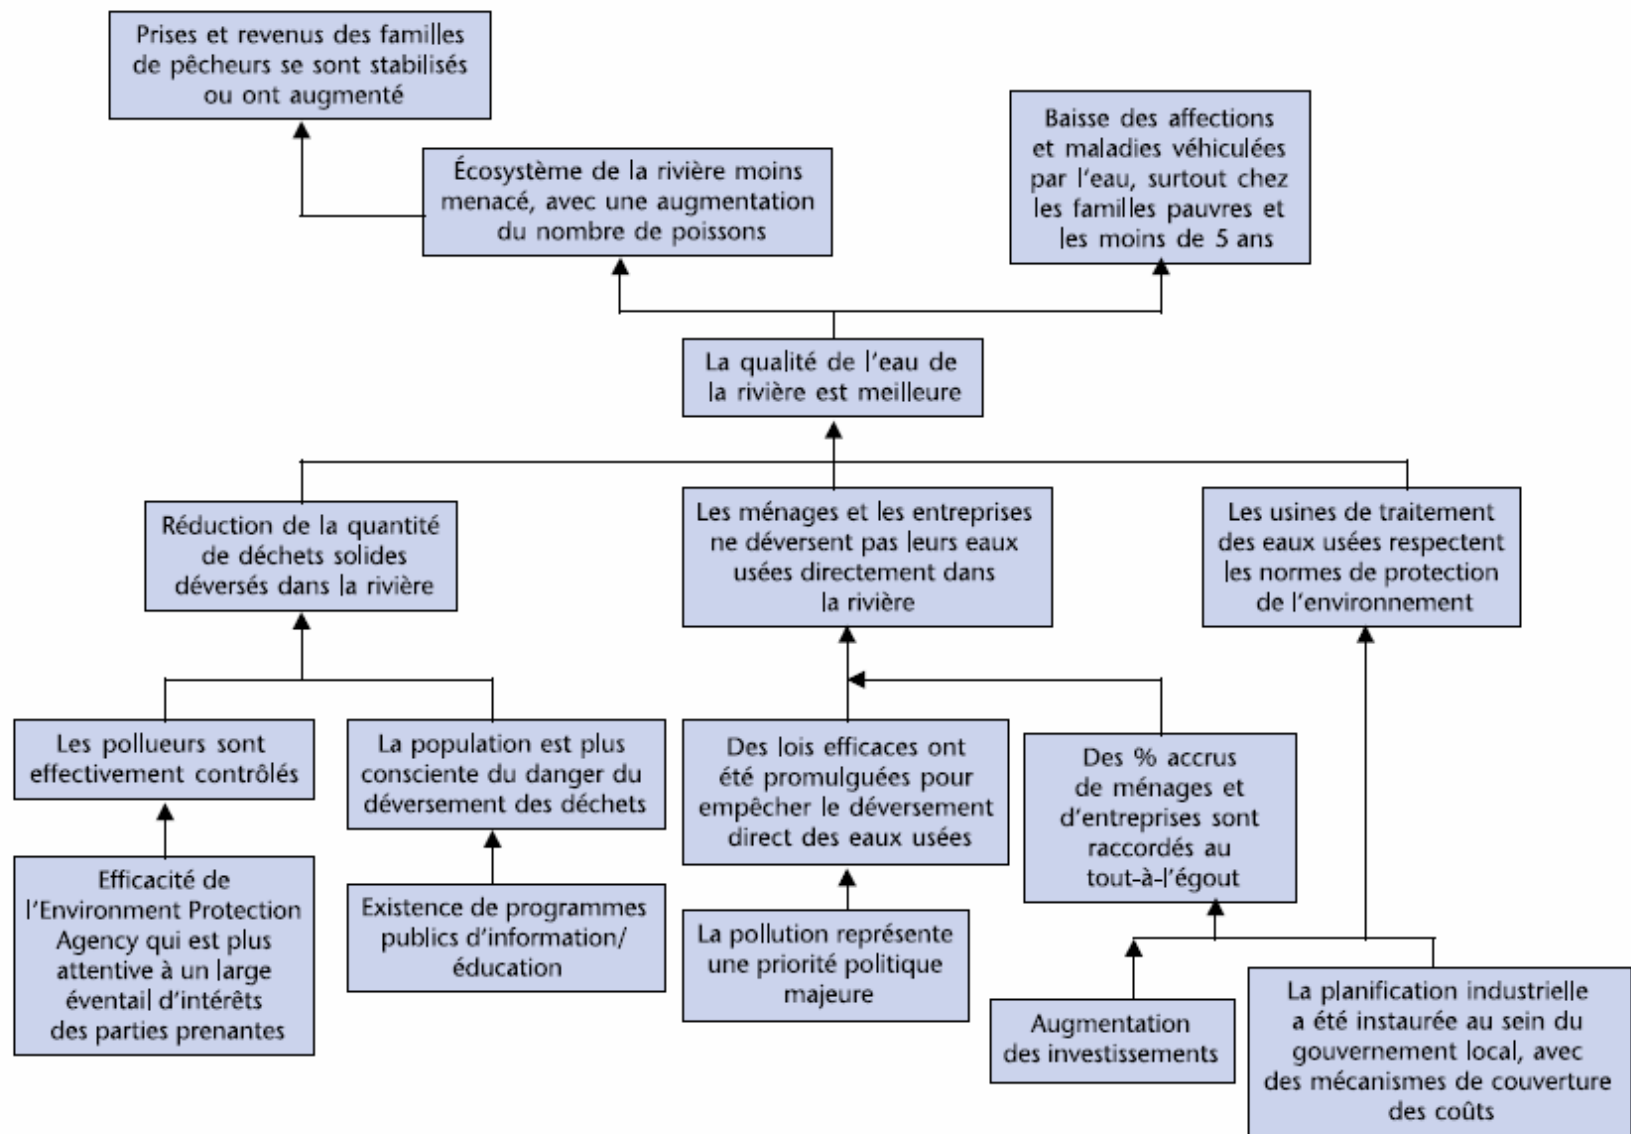 Prises et revenus des familles
de pêcheurs se sont stabilisés
ou ont augmenté
Baisse des affections
et maladies véhiculées
par l'eau, surtout chez
les familles pauvres et
les moins de 5 ans
Écosystème de la rivière moins
menacé, avec une augmentation
du nombre de poissons
La qualité de l'eau de
la rivière est meilleure
Réduction de la quantité
de déchets solides
déversés dans la rivière
Les ménages et les entreprises
ne déversent pas leurs eaux
usées directement dans
la rivière
Les usines de traitement
des eaux usées respectent
les normes de protection
de l'environnement
Les pollueurs sont
effectivement contrôlés
La population est plus
consciente du danger du
déversement des déchets
Des lois efficaces ont
été promulguées pour
empêcher le déversement
direct des eaux usées
Des % accrus
de ménages et
d'entreprises sont
raccordés au
tout-à-l'égout
Efficacité de
l'Environment Protection
Agency qui est plus
attentive à un large
éventail d'intérêts
des parties prenantes
Existence de programmes
publics d'information/
éducation
La pollution représente
une priorité politique
majeure
Augmentation
des investissements
La planification industrielle
a été instaurée au sein du
gouvernement local, avec
des mécanismes de couverture
des coûts